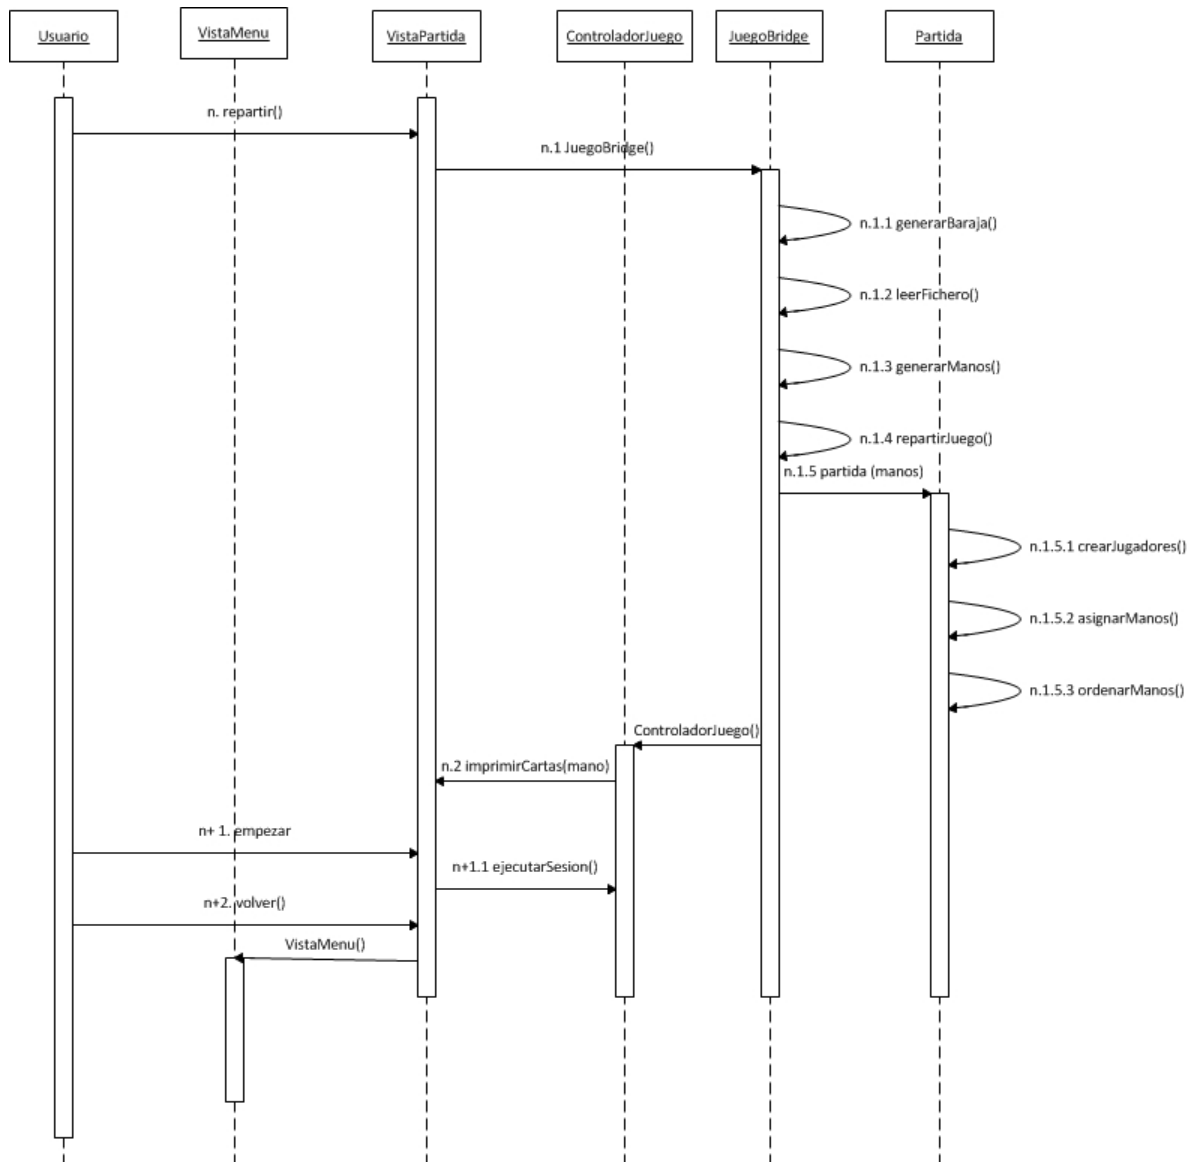 Usuario
VistaMenu
VistaPartida
ControladorJuego
JuegoBridge
Partida
n. repartir()
n.1 JuegoBridge()
n.1.1 generarBaraja()
n.1.2 leerFichero()
n.1.3 generarManos()
n.1.4 repartirJuego()
n.1.5 partida (manos)
n.1.5.1 crearJugadores()
n.1.5.2 asignarManos()
n.1.5.3 ordenarManos()
ControladorJuego()
n.2 imprimirCartas(mano)
n+ 1. empezar
n+1.1 ejecutarSesion()
n+2. volver()
VistaMenu()